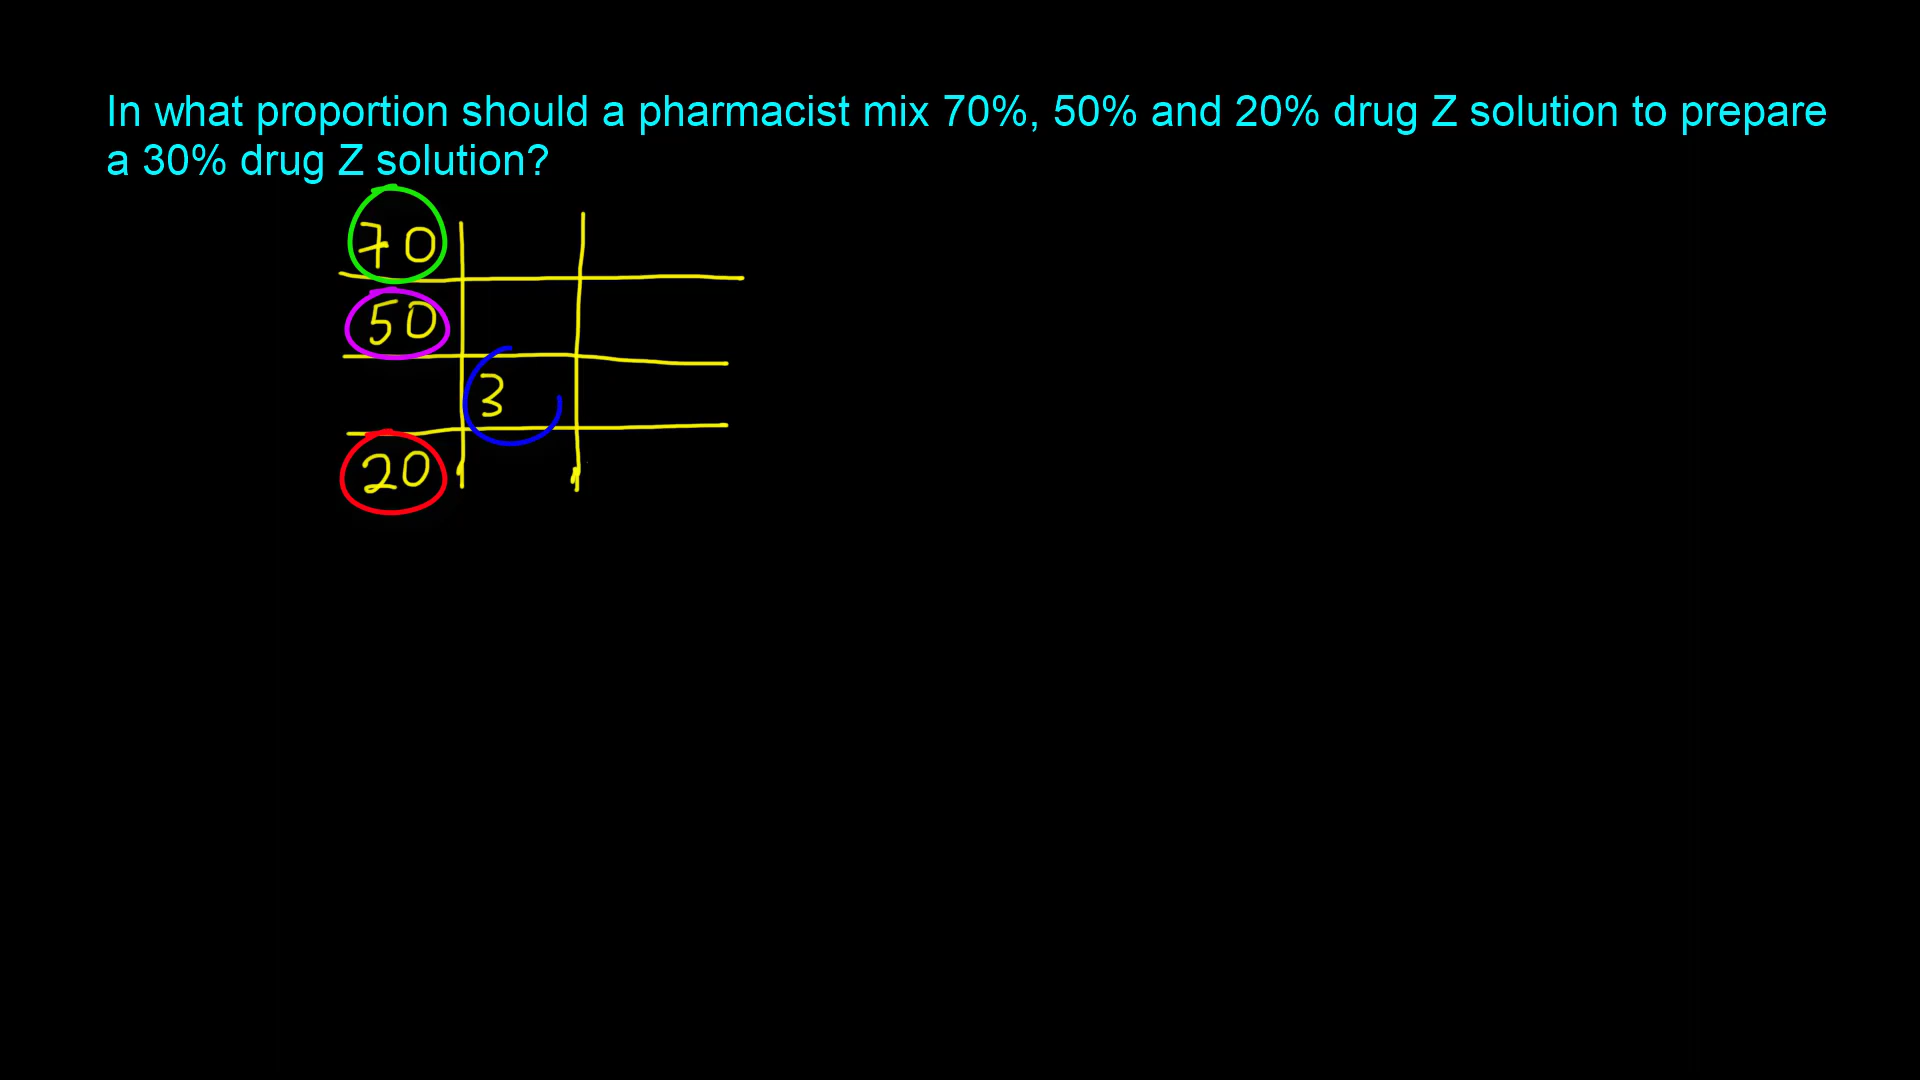 In what proportion should a pharmacist mix 70%, 50% and 20% drug Z solution to prepare
a 30% drug Z solution?
70
50
3
20